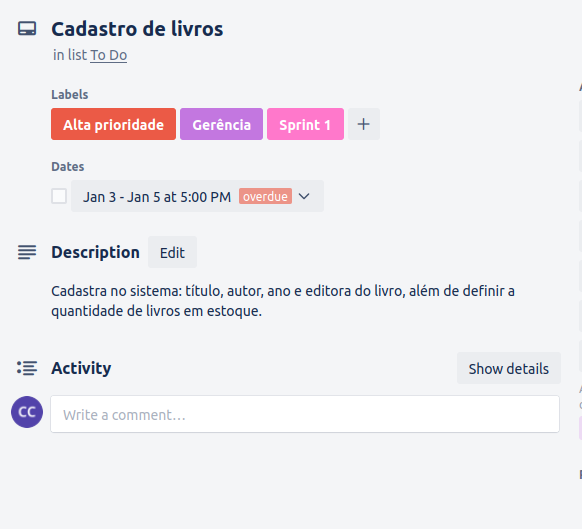 Cadastro de livros
in list To Do
Labels
Alta prioridade Gerência Sprint 1 +
Dates
Jan 3 - Jan 5 at 5:00 PM overdue
Description Edit
Cadastra no sistema: título, autor, ano e editora do livro, além de definir a
quantidade de livros em estoque.
Activity Show details
CC Write a comment…